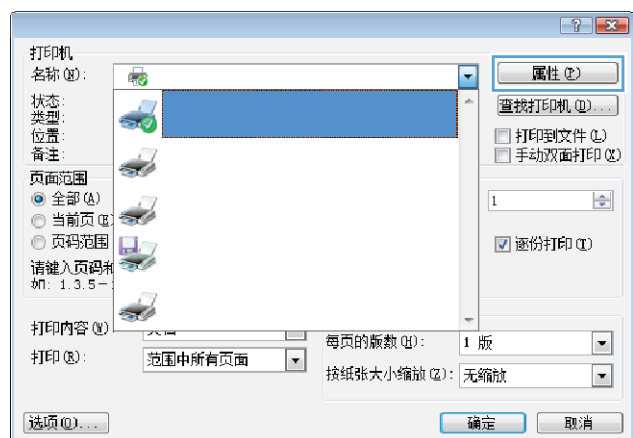 打印机
名称(N):
属性(P)
状态:
类型:
位置:
备注:
查找打印机(D)...
打印到文件(L)
手动双面打印(X)
页面范围
全部(A)
当前页(E)
页码范围
1
逐份打印(T)
请键入页码和
如: 1.3.5-
打印内容(W):
打印(R):
范围中所有页面
每页的版数(H):
1 版
按纸张大小缩放(Z):
无缩放
选项(O)...
确定
取消